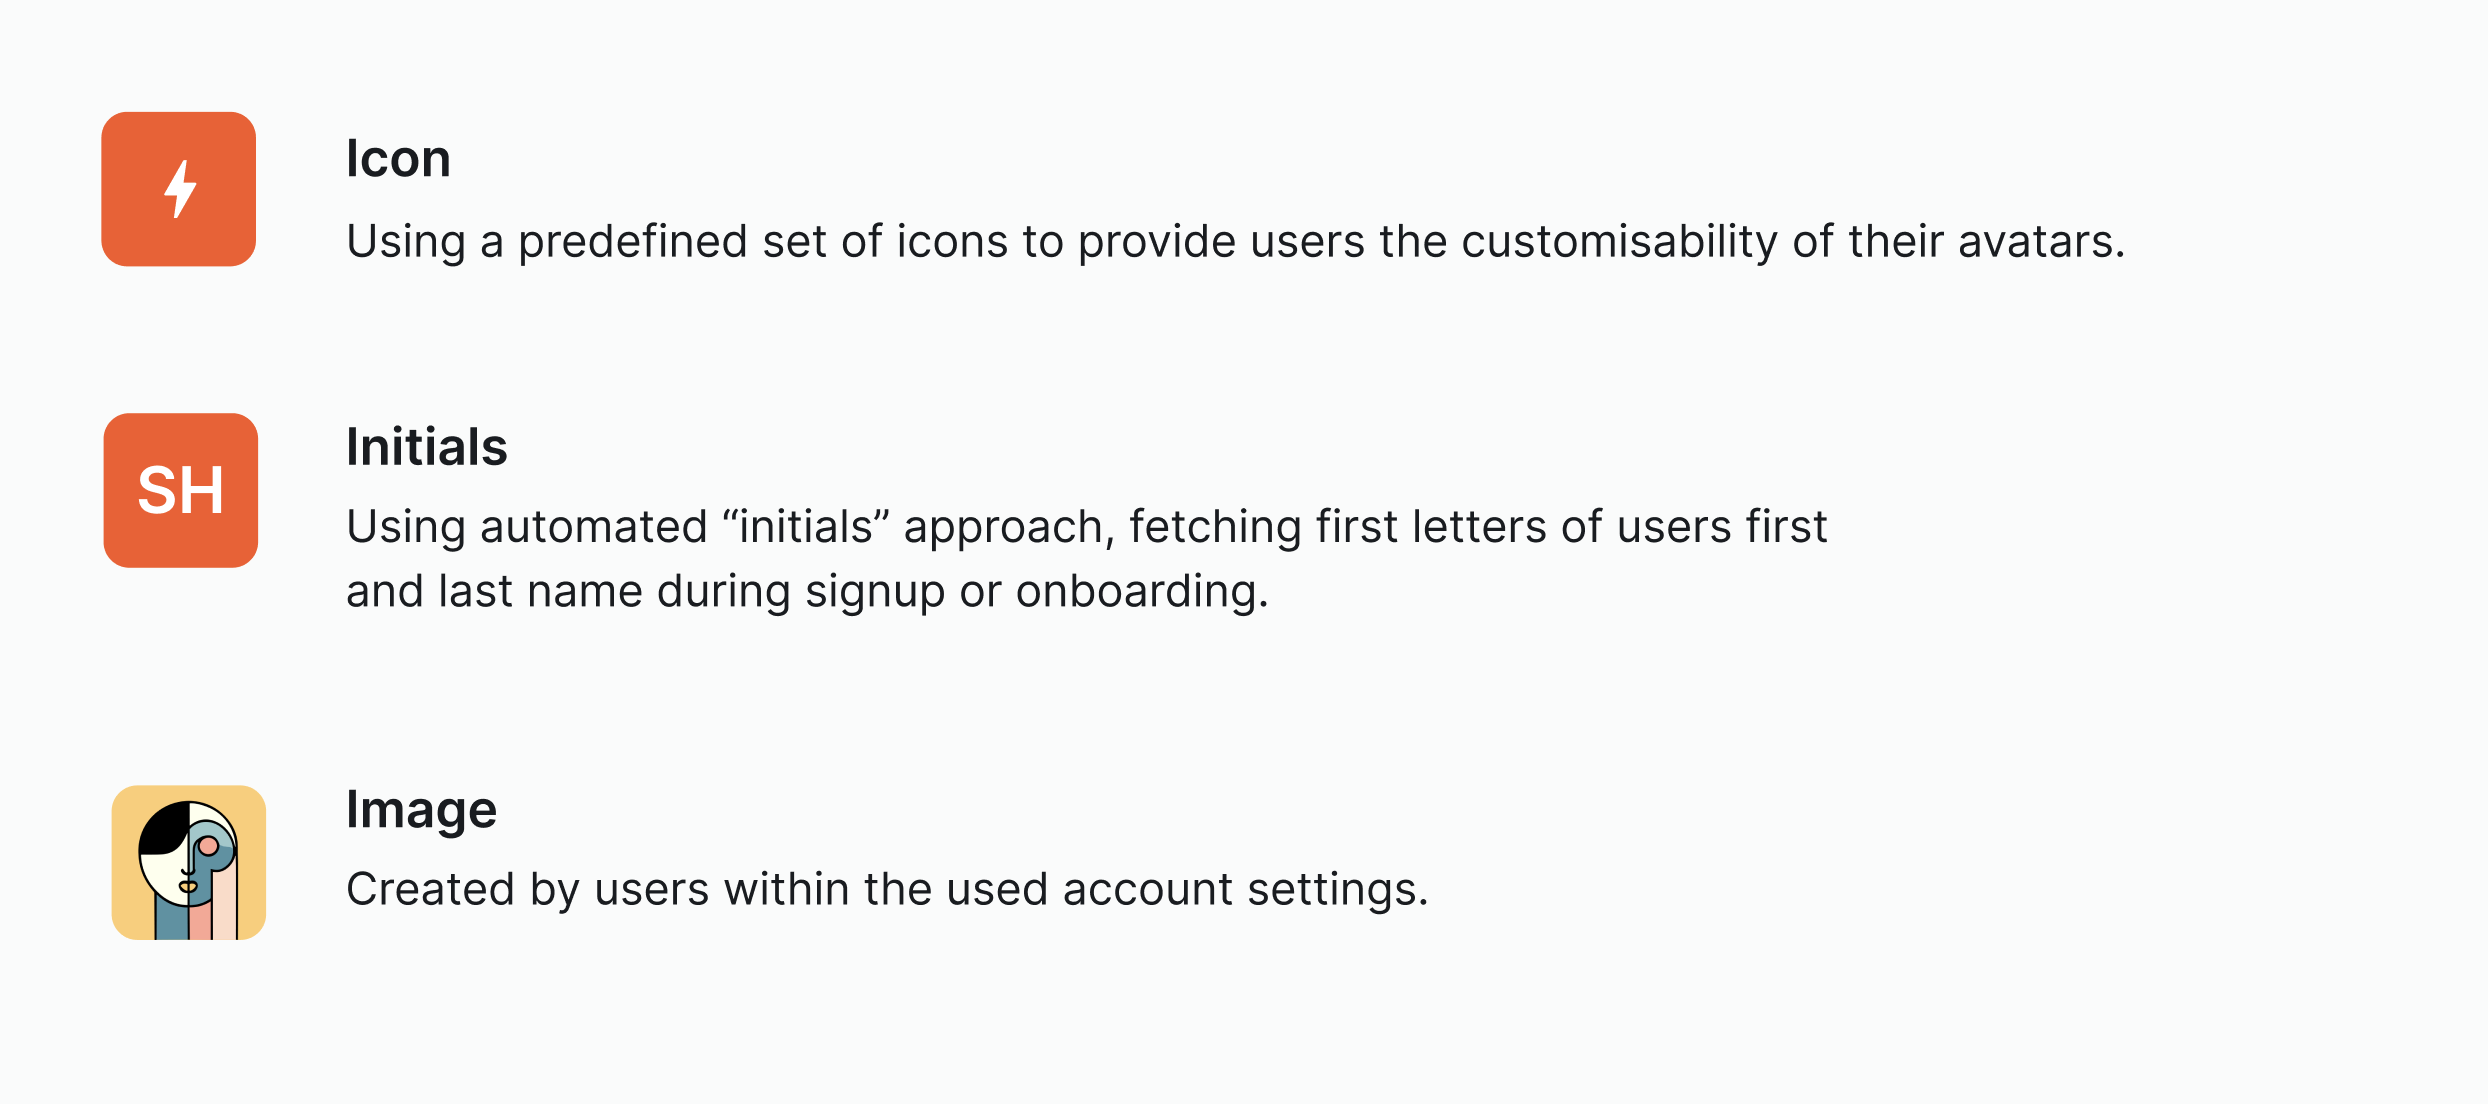 Icon
Using a predefined set of icons to provide users the customisability of their avatars.
SH
Initials
Using automated “initials” approach, fetching first letters of users first
and last name during signup or onboarding.
Image
Created by users within the used account settings.